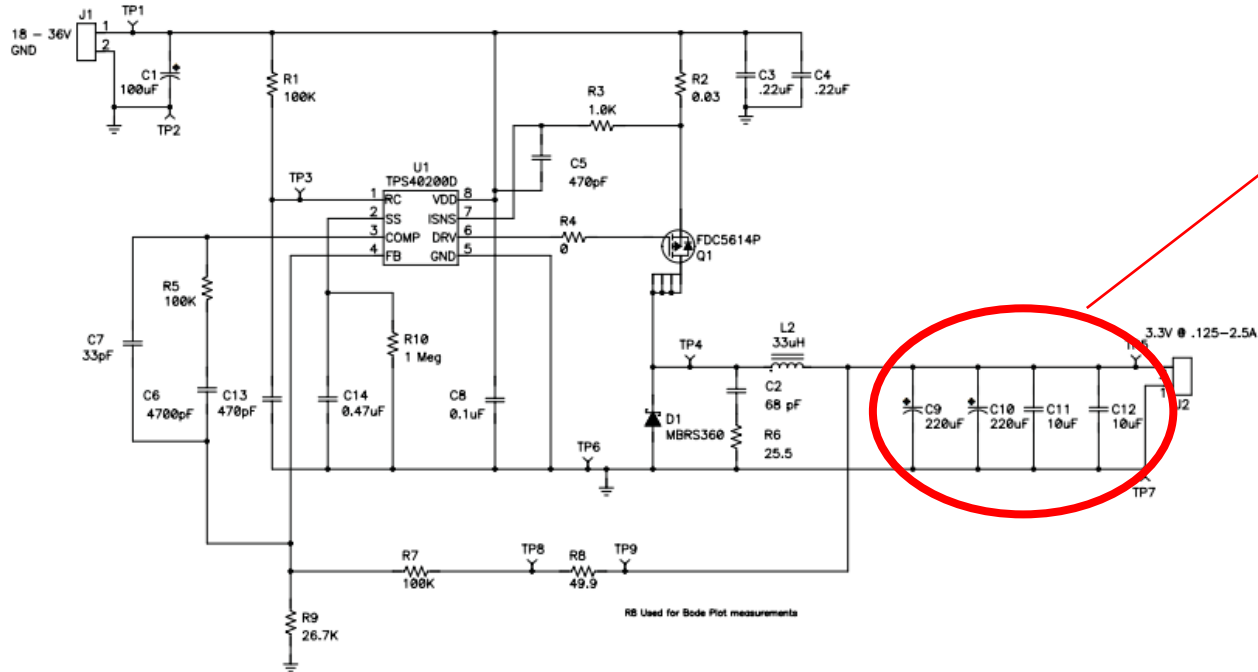 J1
TP1
18 - 36V
GND
1
2
C1
100uF
TP2
R1
100K
R2
0.03
C3
.22uF
C4
.22uF
R3
1.0K
C5
470pF
U1
TPS40200D
TP3
1 RC VDD 8
2 SS ISNS 7
3 COMP DRV 6
4 FB GND 5
R4
0
FDC5614P
Q1
R5
100K
C7
33pF
C6
4700pF
C13
470pF
R10
1 Meg
C14
0.47uF
C8
0.1uF
TP4
L2
33uH
C2
68 pF
R6
25.5
D1
MBRS360
TP6
3.3V @ .125-2.5A
TP5
1
J2
C9
220uF
C10
220uF
C11
10uF
C12
10uF
TP7
R7
100K
TP8
R8
49.9
TP9
R8 Used for Bode Plot measurements
R9
26.7K